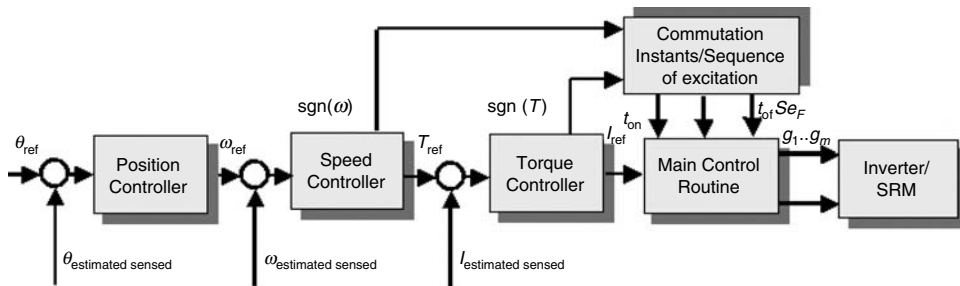 Commutation
Instants/Sequence
of excitation
sgn(ω)
sgn (T)
t_on
t_of Se_F
θ_ref
Position
Controller
ω_ref
Speed
Controller
T_ref
Torque
Controller
I_ref
Main Control
Routine
g_1..g_m
Inverter/
SRM
θ_estimated sensed
ω_estimated sensed
I_estimated sensed